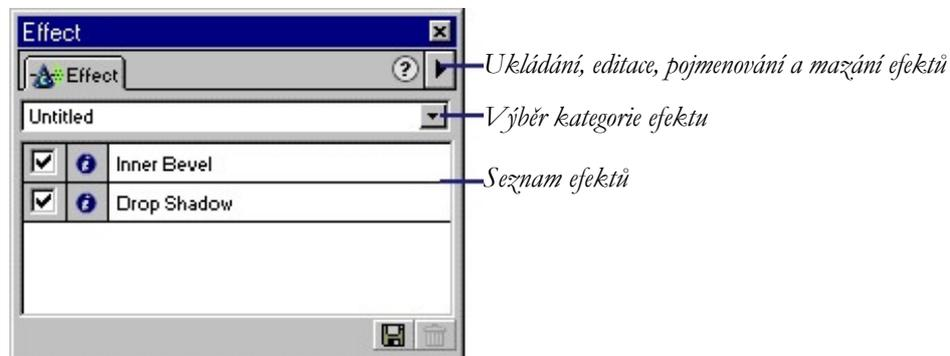 Effect
Effect
?
Ukládání, editace, pojmenování a mazání efektů
Untitled
Výběr kategorie efektu
Inner Bevel
Seznam efektů
Drop Shadow